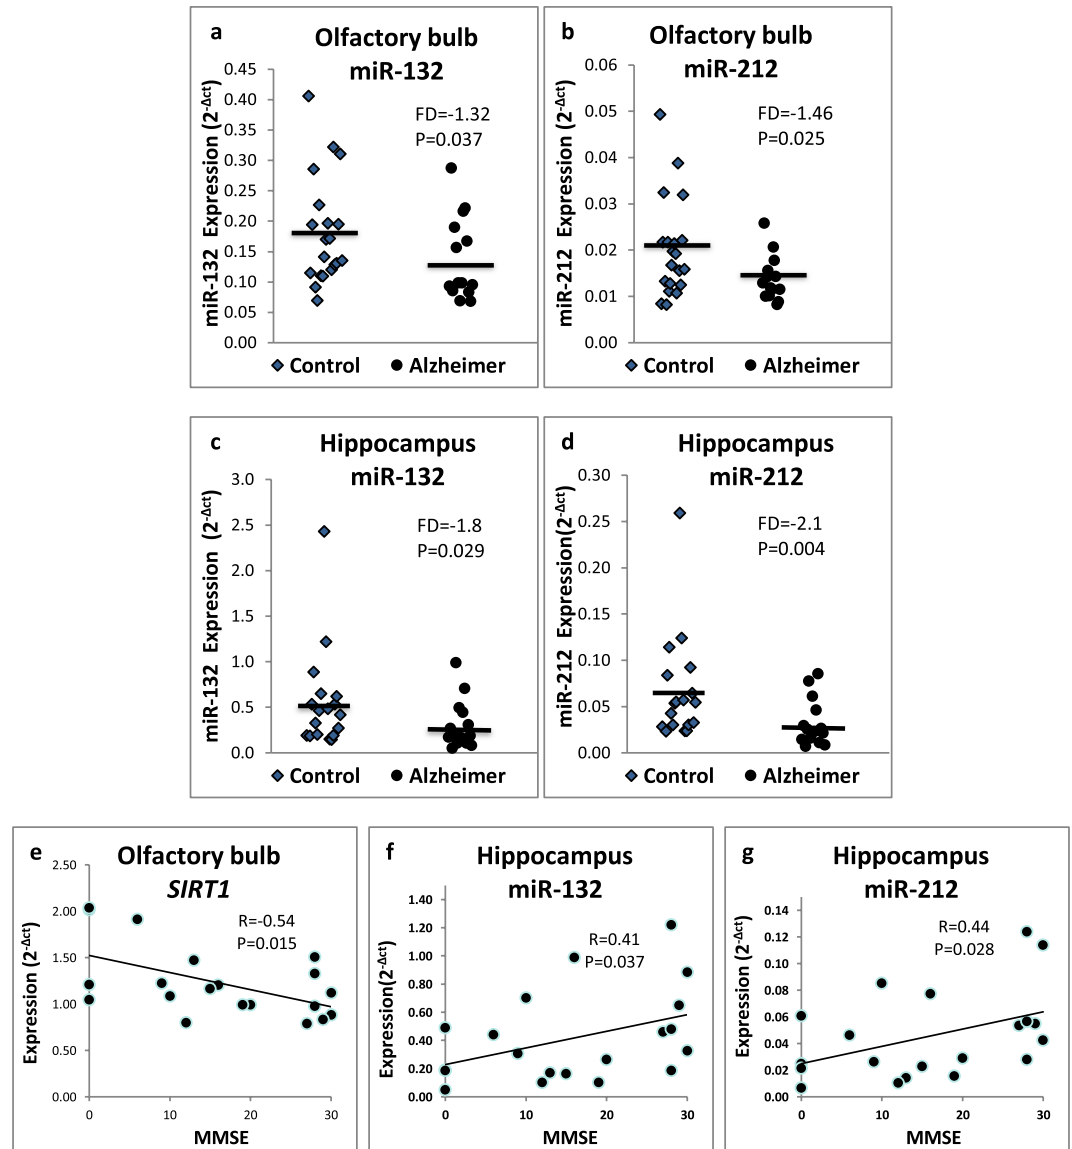 a
Olfactory bulb
miR-132
miR-132 Expression (2-Δct)
0.45
0.40
0.35
0.30
0.25
0.20
0.15
0.10
0.05
0.00
FD=-1.32
P=0.037
Control Alzheimer
b
Olfactory bulb
miR-212
miR-212 Expression (2-Δct)
0.06
0.05
0.04
0.03
0.02
0.01
0.00
FD=-1.46
P=0.025
Control Alzheimer
c
Hippocampus
miR-132
miR-132 Expression (2-Δct)
3.0
2.5
2.0
1.5
1.0
0.5
0.0
FD=-1.8
P=0.029
Control Alzheimer
d
Hippocampus
miR-212
miR-212 Expression(2-Δct)
0.30
0.25
0.20
0.15
0.10
0.05
0.00
FD=-2.1
P=0.004
Control Alzheimer
e
Olfactory bulb
SIRT1
Expression (2-Δct)
2.50
2.00
1.50
1.00
0.50
0.00
R=-0.54
P=0.015
0 10 20 30
MMSE
f
Hippocampus
miR-132
Expression(2-Δct)
1.40
1.20
1.00
0.80
0.60
0.40
0.20
0.00
R=0.41
P=0.037
0 10 20 30
MMSE
g
Hippocampus
miR-212
Expression (2-Δct)
0.14
0.12
0.10
0.08
0.06
0.04
0.02
0.00
R=0.44
P=0.028
0 10 20 30
MMSE